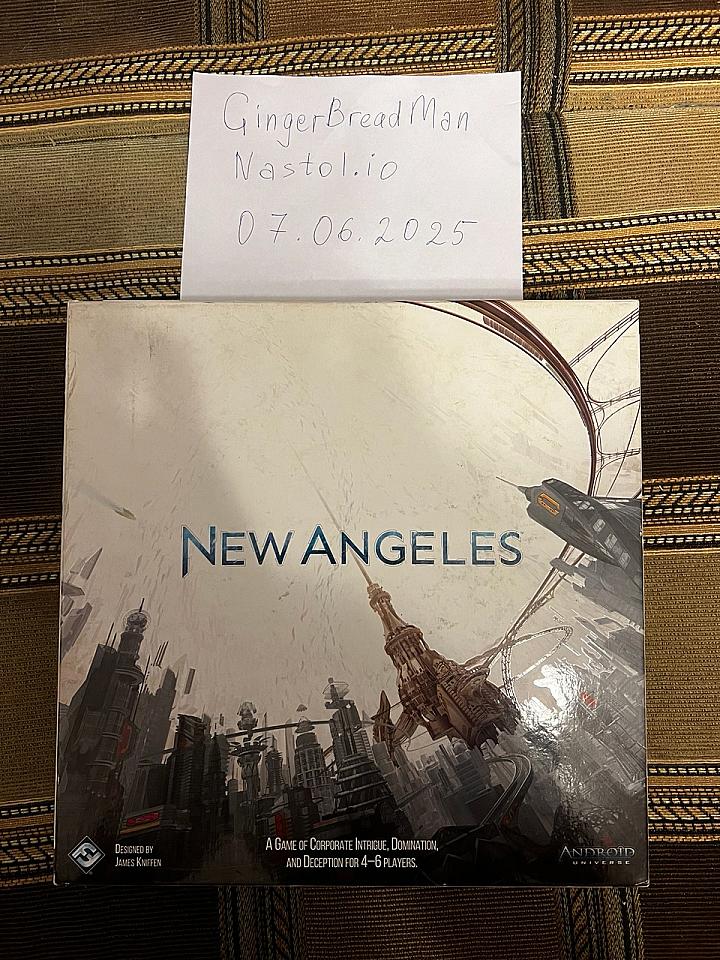 GingerBreadMan
Nastol.io
07.06.2025
NEW ANGELES
DESIGNED BY
JAMES KNIFFEN
A GAME OF CORPORATE INTRIGUE, DOMINATION,
AND DECEPTION FOR 4–6 PLAYERS.
ANDROID
UNIVERSE